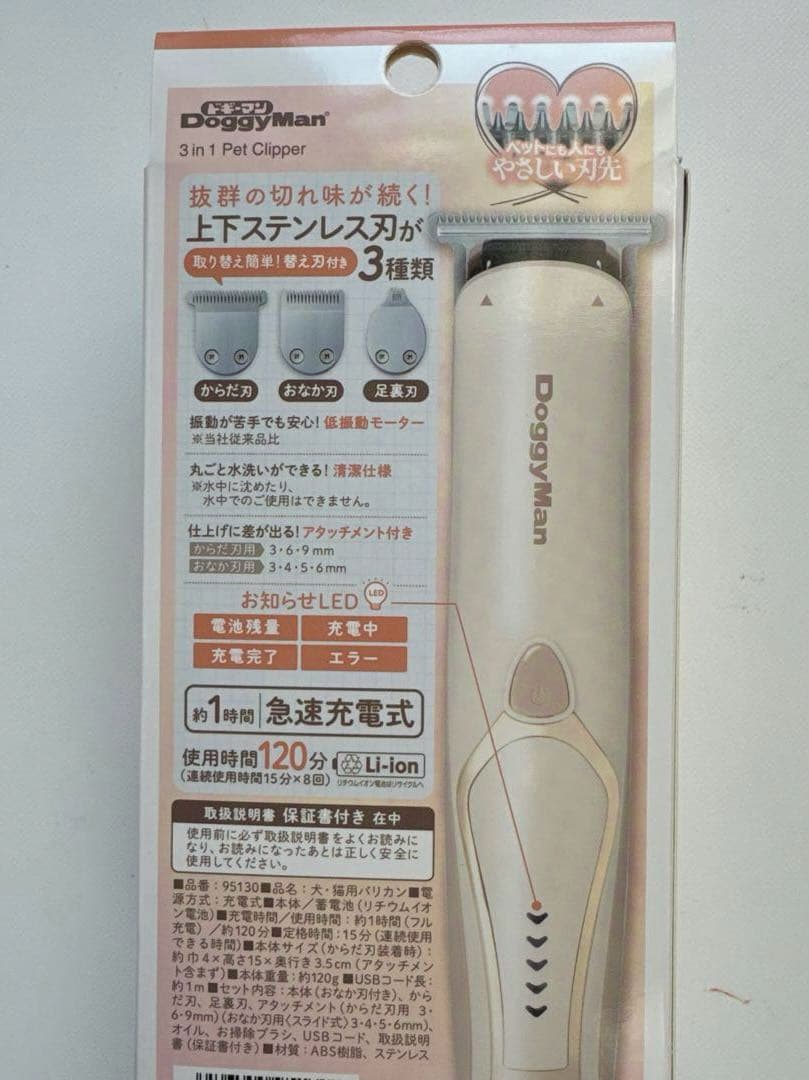 ドギーマン
DoggyMan®
3 in 1 Pet Clipper
ペットにも人にも
やさしい刃先
抜群の切れ味が続く!
上下ステンレス刃が
取り替え簡単!替え刃付き
3種類
からだ刃
おなか刃
足裏刃
振動が苦手でも安心!低振動モーター
※当社従来品比
丸ごと水洗いができる!清潔仕様
※水中に沈めたり、
水中でのご使用はできません。
仕上げに差が出る!アタッチメント付き
からだ刃用 3・6・9mm
おなか刃用 3・4・5・6mm
お知らせLED
LED
電池残量
充電中
充電完了
エラー
約1時間 急速充電式
使用時間120分
(連続使用時間15分×8回)
Li-ion
リチウムイオン電池はリサイクルへ
取扱説明書 保証書付き 在中
使用前に必ず取扱説明書をよくお読みに
なり、お読みになったあとは正しく安全に
使用してください。
■品番:95130■品名:犬・猫用バリカン■電
源方式:充電式■本体/蓄電池(リチウムイオ
ン電池)■充電時間/使用時間:約1時間(フル
充電)/約120分■定格時間:15分(連続使用
できる時間)■本体サイズ(からだ刃装着時):
約巾4×高さ15×奥行き3.5cm(アタッチメン
ト含まず)■本体重量:約120g■USBコード長:
約1m■セット内容:本体(おなか刃付き)、から
だ刃、足裏刃、アタッチメント(からだ刃用 3・
6・9mm)(おなか刃用〈スライド式〉3・4・5・6mm)、
オイル、お掃除ブラシ、USBコード、取扱説明
書(保証書付き)■材質:ABS樹脂、ステンレス
DoggyMan